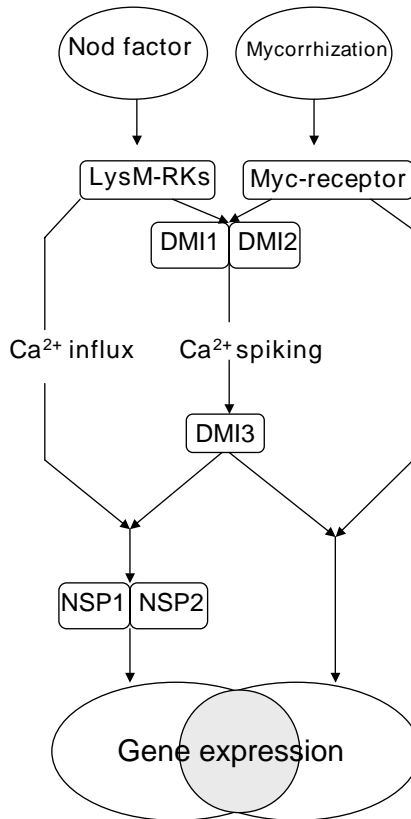 Nod factor
Mycorrhization
LysM-RKs
Myc-receptor
DMI1
DMI2
Ca²⁺ influx
Ca²⁺ spiking
DMI3
NSP1
NSP2
Gene expression